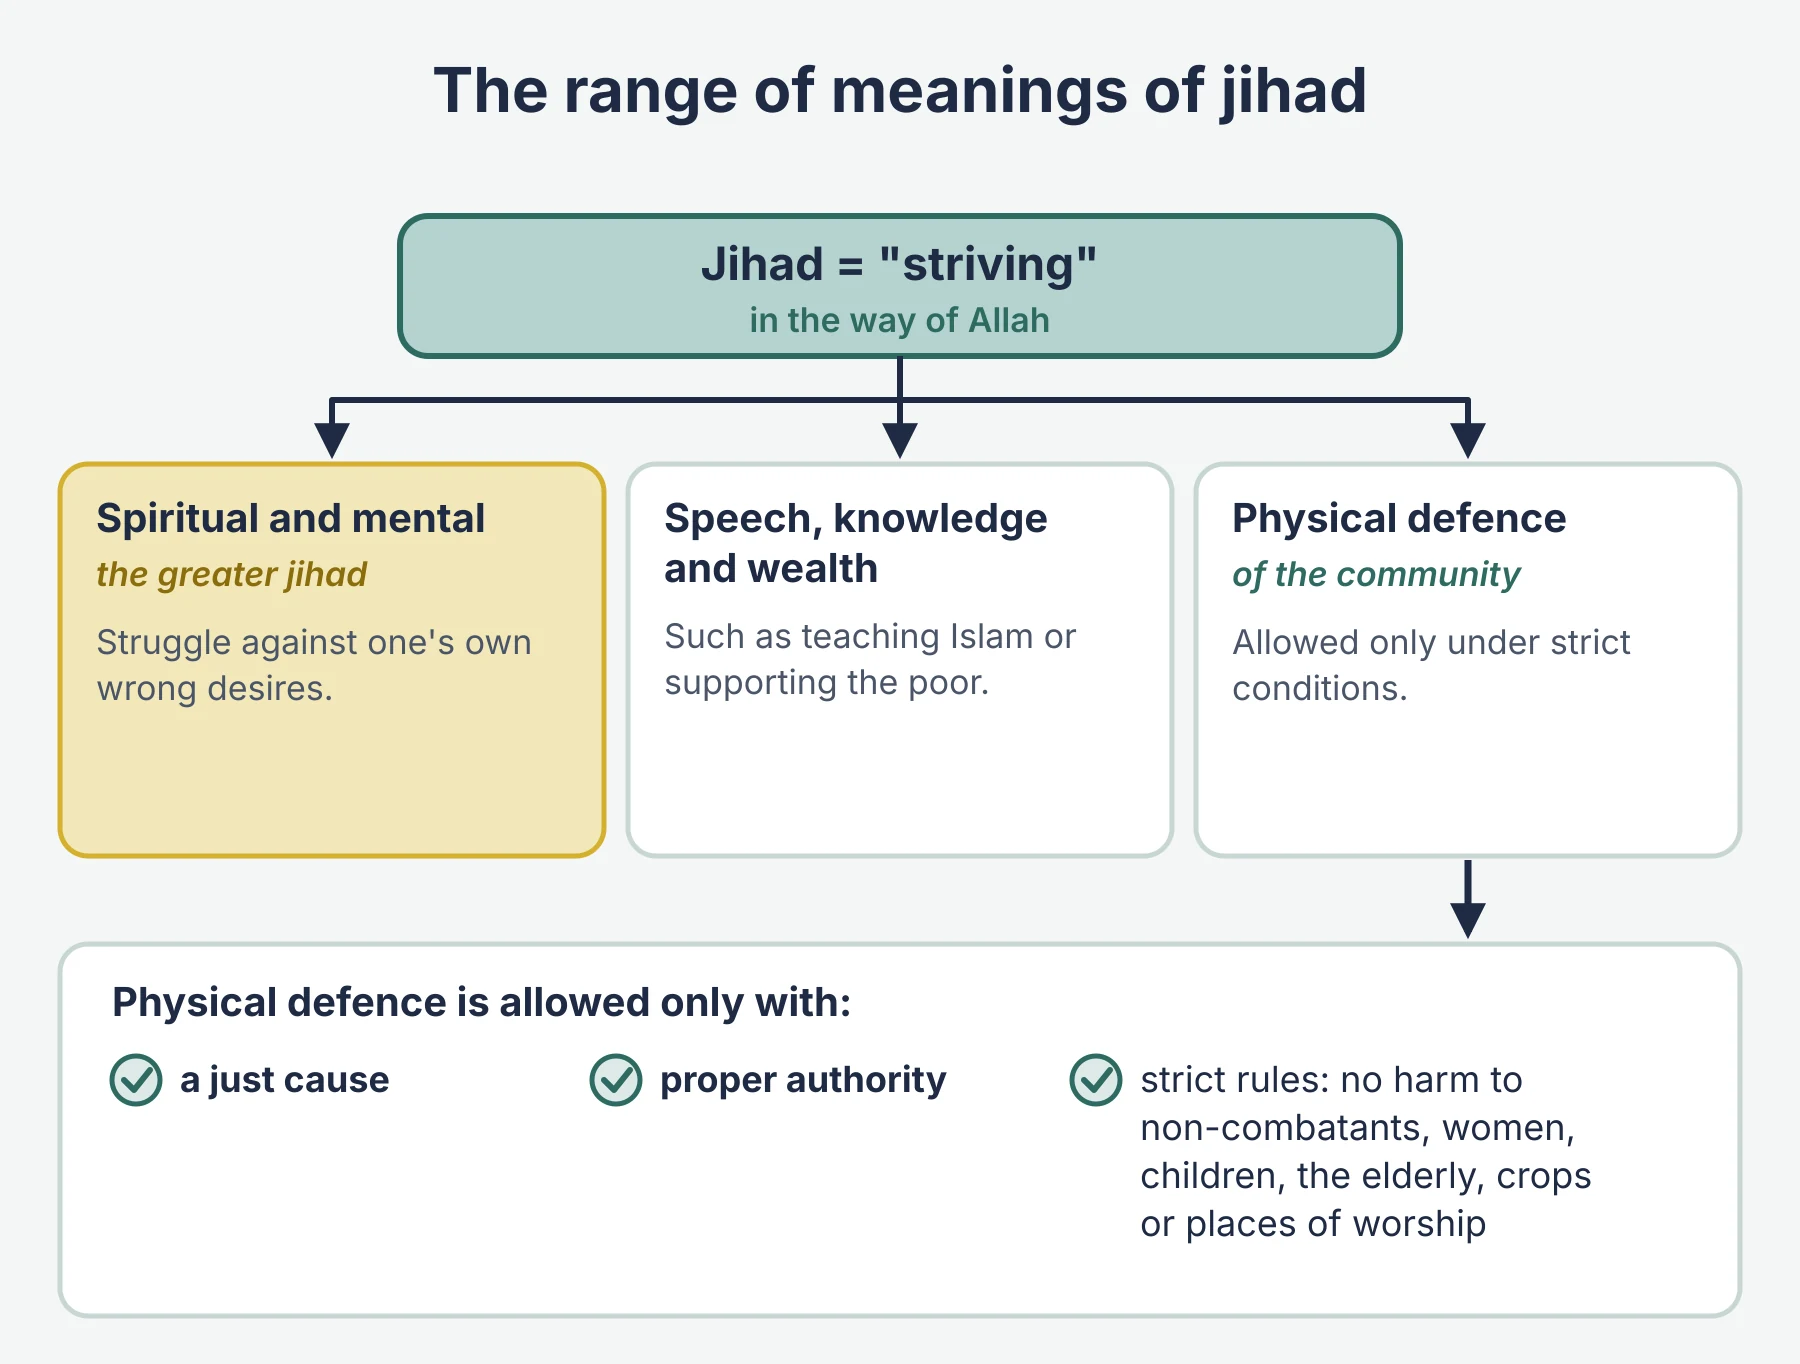 The range of meanings of jihad
Jihad = "striving"
in the way of Allah
Spiritual and mental
the greater jihad
Struggle against one's own
wrong desires.
Speech, knowledge
and wealth
Such as teaching Islam or
supporting the poor.
Physical defence
of the community
Allowed only under strict
conditions.
Physical defence is allowed only with:
a just cause
proper authority
strict rules: no harm to
non-combatants, women,
children, the elderly, crops
or places of worship